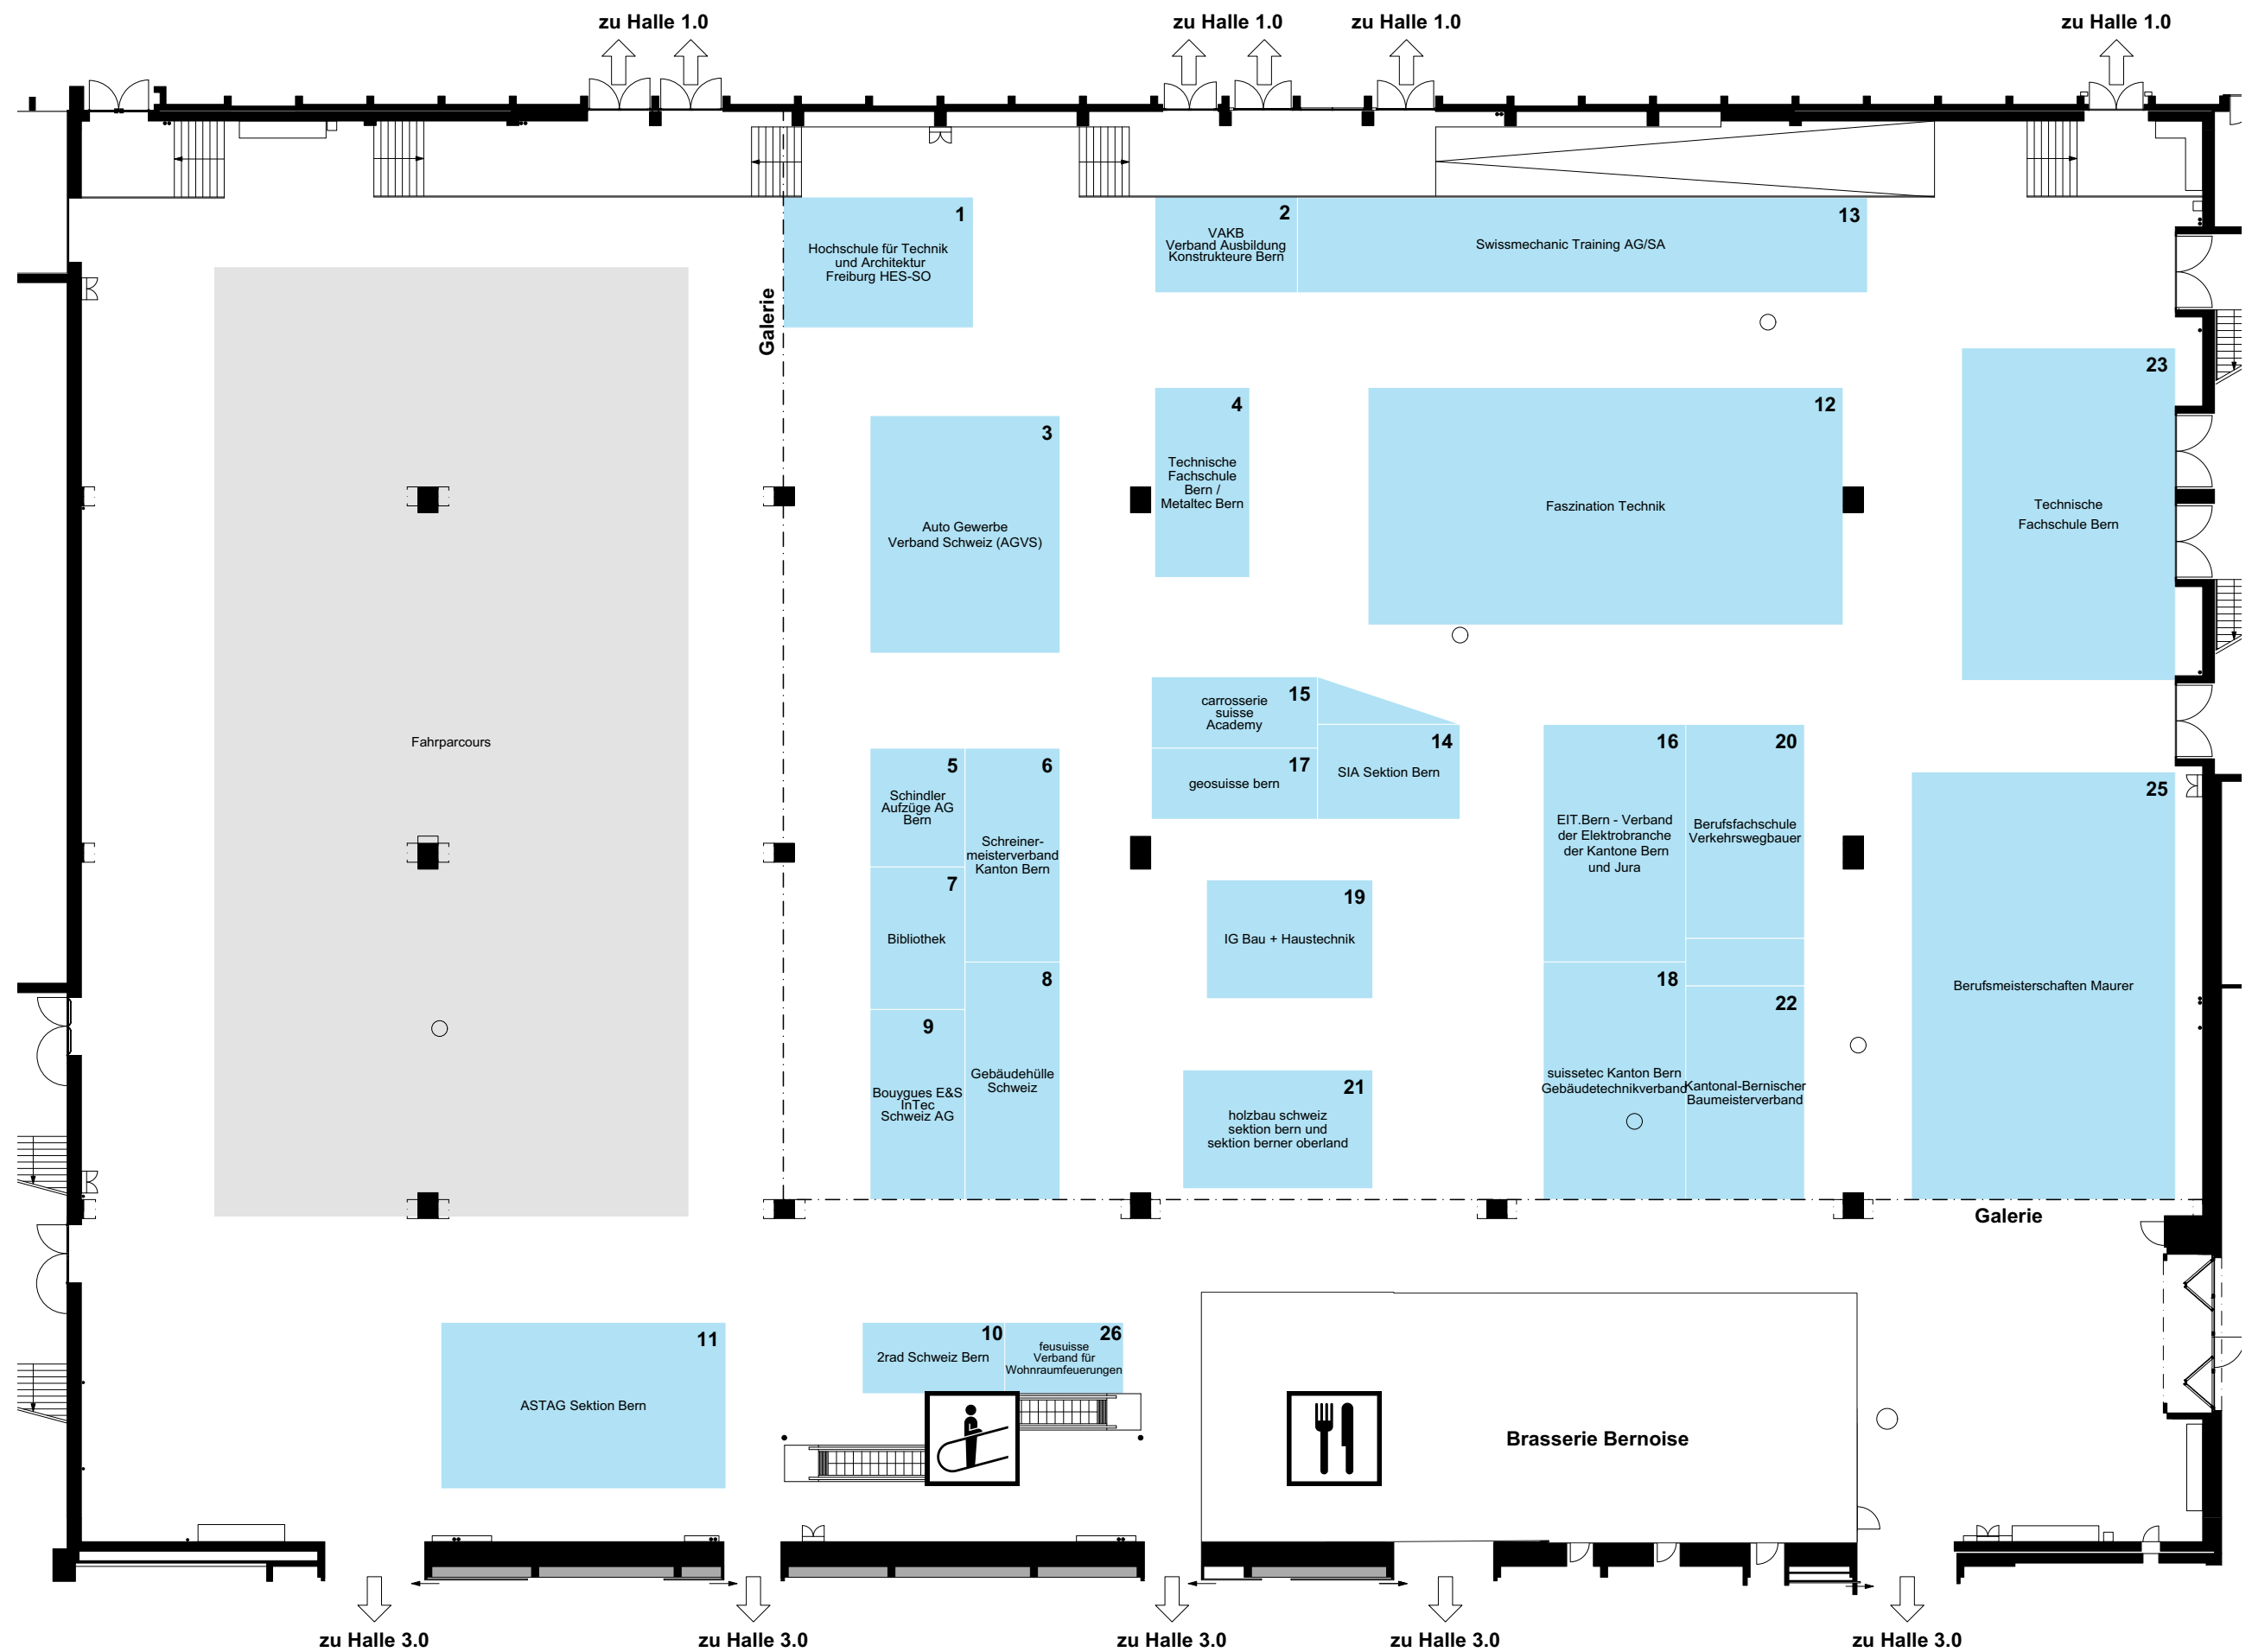 zu Halle 1.0
zu Halle 1.0
zu Halle 1.0
zu Halle 1.0
1
Hochschule für Technik
und Architektur
Freiburg HES-SO
2
VAKB
Verband Ausbildung
Konstrukteure Bern
13
Swissmechanic Training AG/SA
Galerie
3
Auto Gewerbe
Verband Schweiz (AGVS)
4
Technische
Fachschule
Bern /
Metaltec Bern
12
Faszination Technik
23
Technische
Fachschule Bern
Fahrparcours
15
carrosserie
suisse
Academy
14
SIA Sektion Bern
17
geosuisse bern
5
Schindler
Aufzüge AG
Bern
6
Schreiner-
meisterverband
Kanton Bern
16
EIT.Bern - Verband
der Elektrobranche
der Kantone Bern
und Jura
20
Berufsfachschule
Verkehrswegbauer
25
Berufsmeisterschaften Maurer
7
Bibliothek
19
IG Bau + Haustechnik
8
Gebäudehülle
Schweiz
18
suissetec Kanton Bern
Gebäudetechnikverband
22
Kantonal-Bernischer
Baumeisterverband
9
Bouygues E&S
InTec
Schweiz AG
21
holzbau schweiz
sektion bern und
sektion berner oberland
Galerie
11
ASTAG Sektion Bern
10
2rad Schweiz Bern
26
feusuisse
Verband für
Wohnraumfeuerungen
Brasserie Bernoise
zu Halle 3.0
zu Halle 3.0
zu Halle 3.0
zu Halle 3.0
zu Halle 3.0